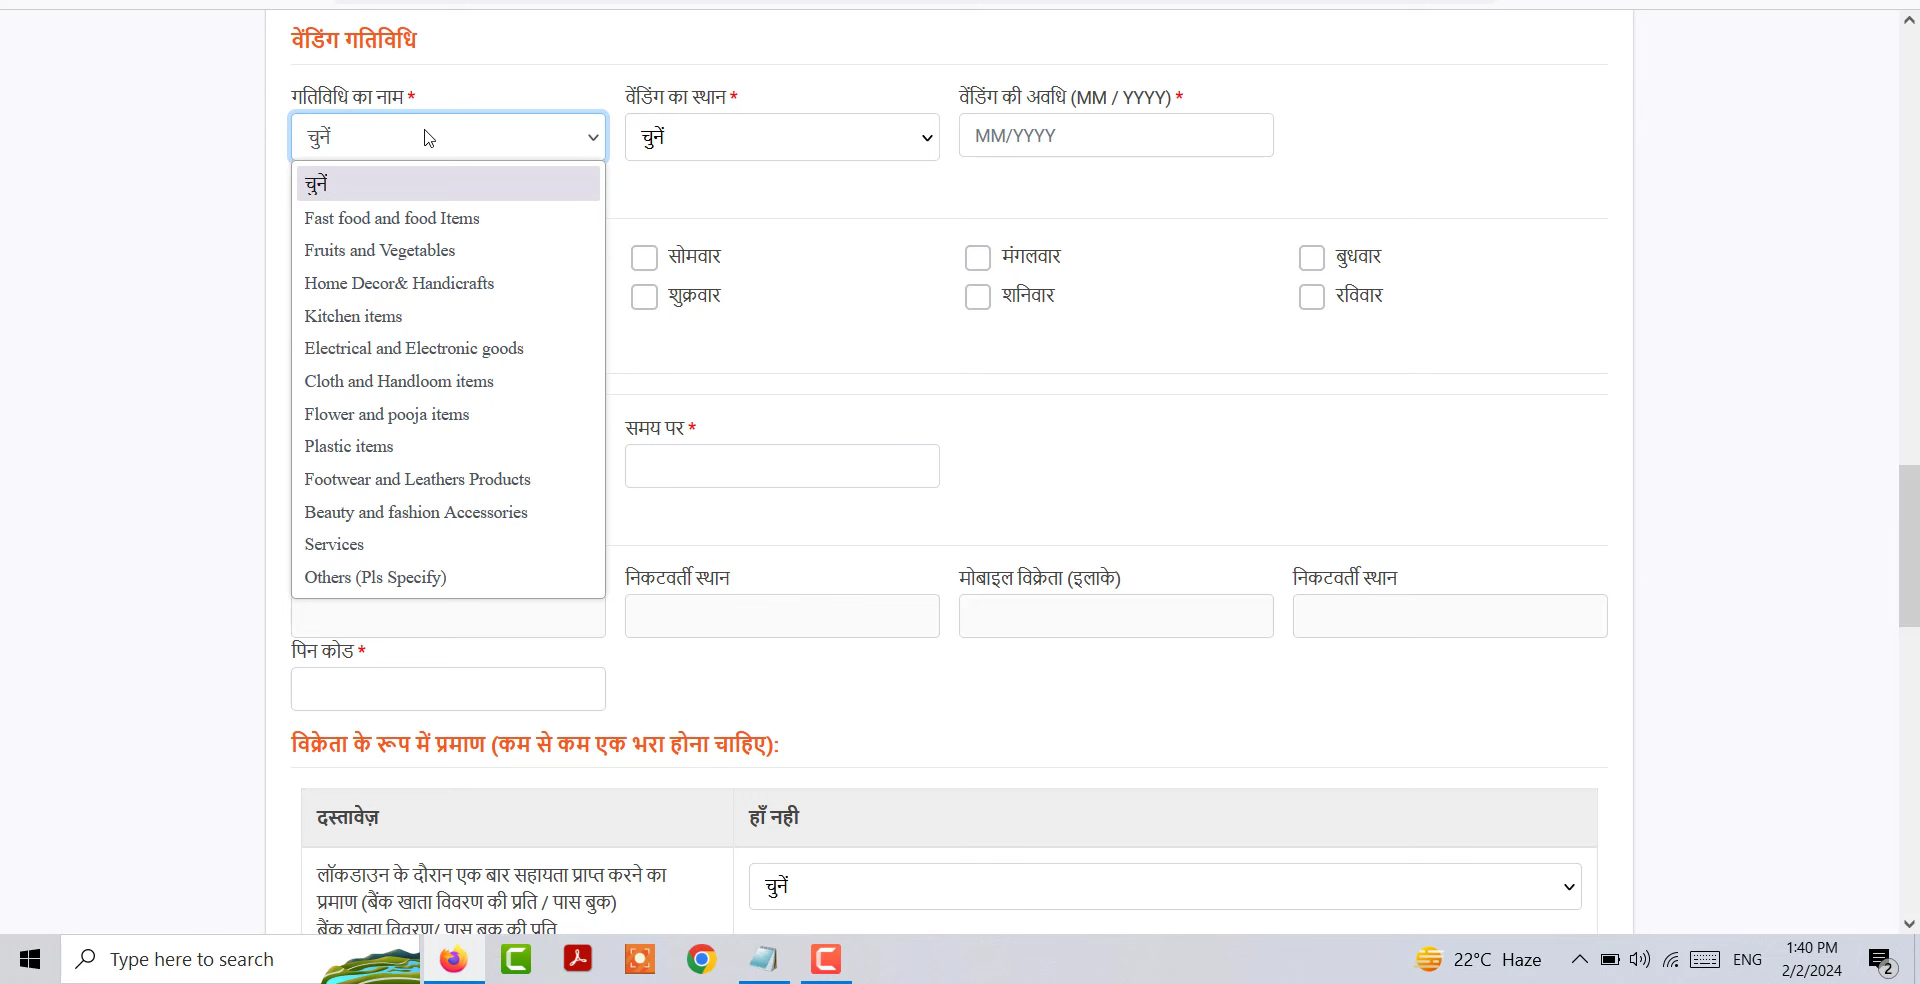 वेंडिंग गतिविधि
गतिविधि का नाम *
वेंडिंग का स्थान *
वेंडिंग की अवधि (MM / YYYY) *
चुनें
चुनें
MM/YYYY
चुनें
Fast food and food Items
Fruits and Vegetables
Home Decor& Handicrafts
Kitchen items
Electrical and Electronic goods
Cloth and Handloom items
Flower and pooja items
Plastic items
Footwear and Leathers Products
Beauty and fashion Accessories
Services
Others (Pls Specify)
सोमवार
मंगलवार
बुधवार
शुक्रवार
शनिवार
रविवार
समय पर *
निकटवर्ती स्थान
मोबाइल विक्रेता (इलाके)
निकटवर्ती स्थान
पिन कोड *
विक्रेता के रूप में प्रमाण (कम से कम एक भरा होना चाहिए):
दस्तावेज़
हाँ नही
लॉकडाउन के दौरान एक बार सहायता प्राप्त करने का
प्रमाण (बैंक खाता विवरण की प्रति / पास बुक)
बैंक खाता विवरण/ पास बुक की प्रति
चुनें
Type here to search
22°C Haze
ENG
1:40 PM
2/2/2024
2